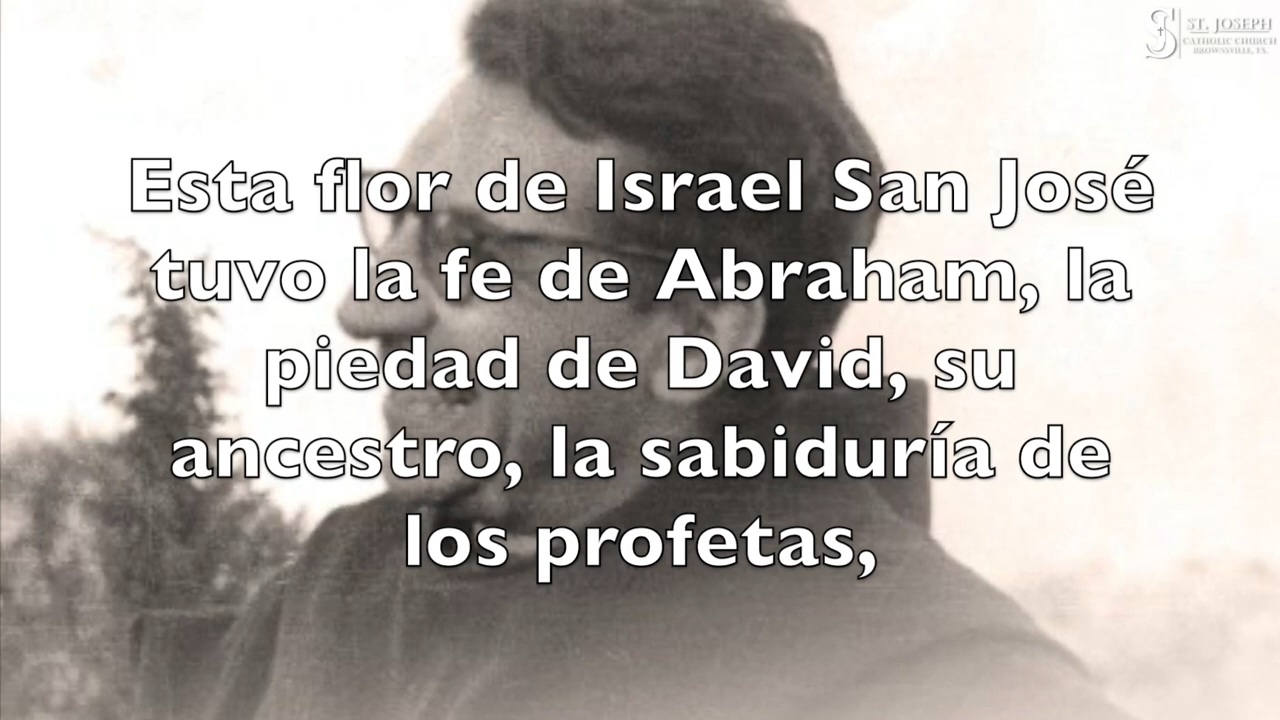 ST. JOSEPH
CATHOLIC CHURCH
BROWNSVILLE, TX.
Esta flor de Israel San José
tuvo la fe de Abraham, la
piedad de David, su
ancestro, la sabiduría de
los profetas,